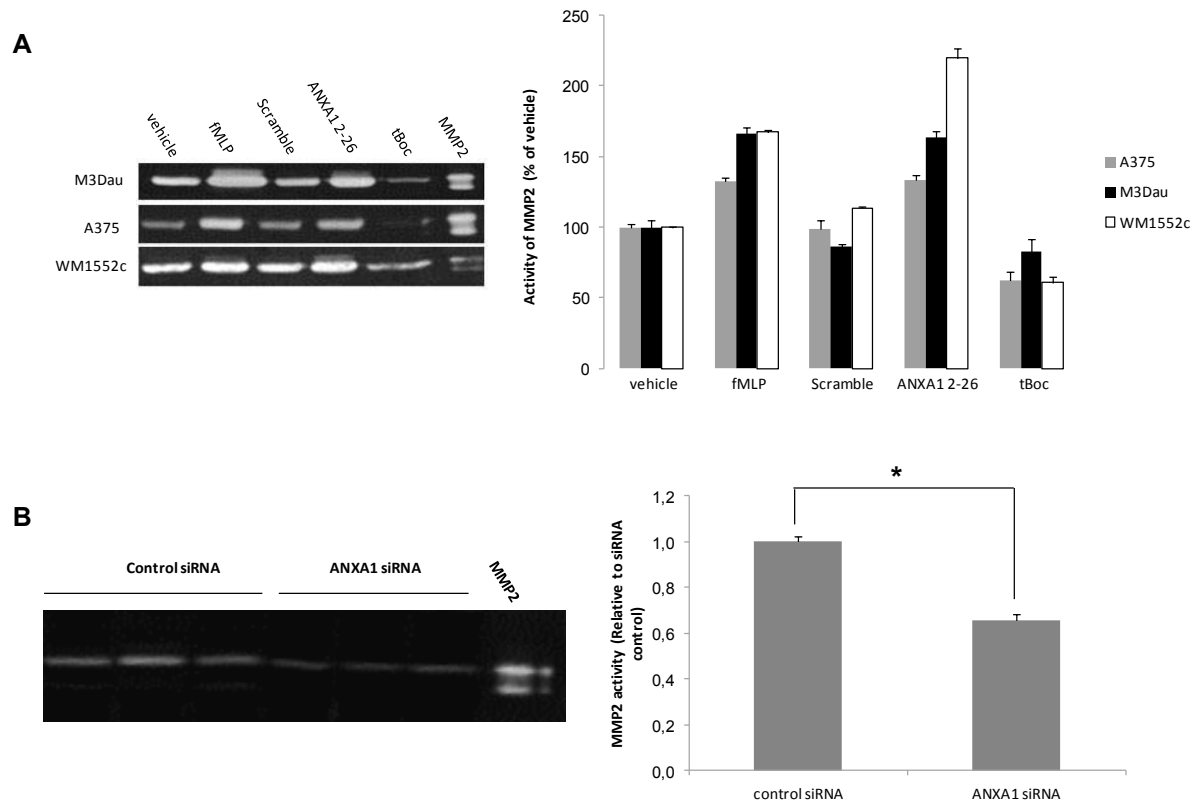 A
vehicle
fMLP
Scramble
ANXA1 2-26
tBoc
MMP2
M3Dau
A375
WM1552c
Activity of MMP2 (% of vehicle)
250
200
150
100
50
0
vehicle
fMLP
Scramble
ANXA1 2-26
tBoc
A375
M3Dau
WM1552c
B
Control siRNA
ANXA1 siRNA
MMP2
MMP2 activity (Relative to siRNA
control)
*
1,2
1,0
0,8
0,6
0,4
0,2
0,0
control siRNA
ANXA1 siRNA